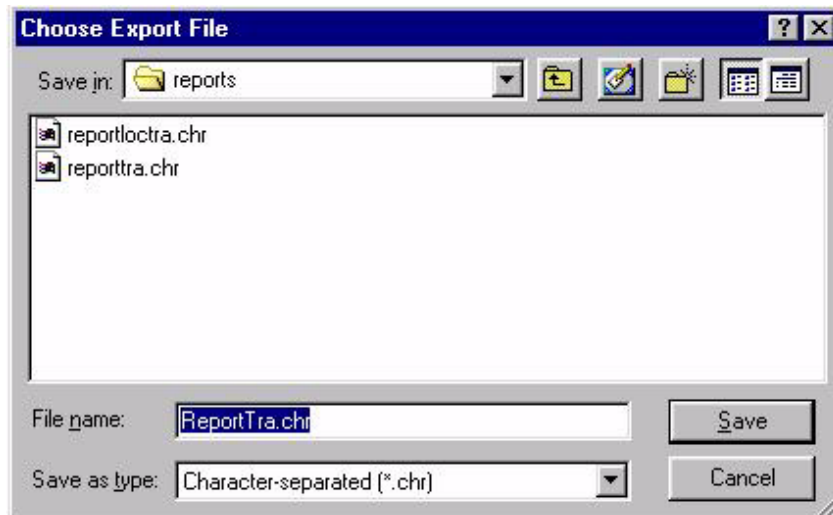 Choose Export File
Save in: reports
reportloctra.chr
reporttra.chr
File name: ReportTra.chr Save
Save as type: Character-separated (*.chr) Cancel